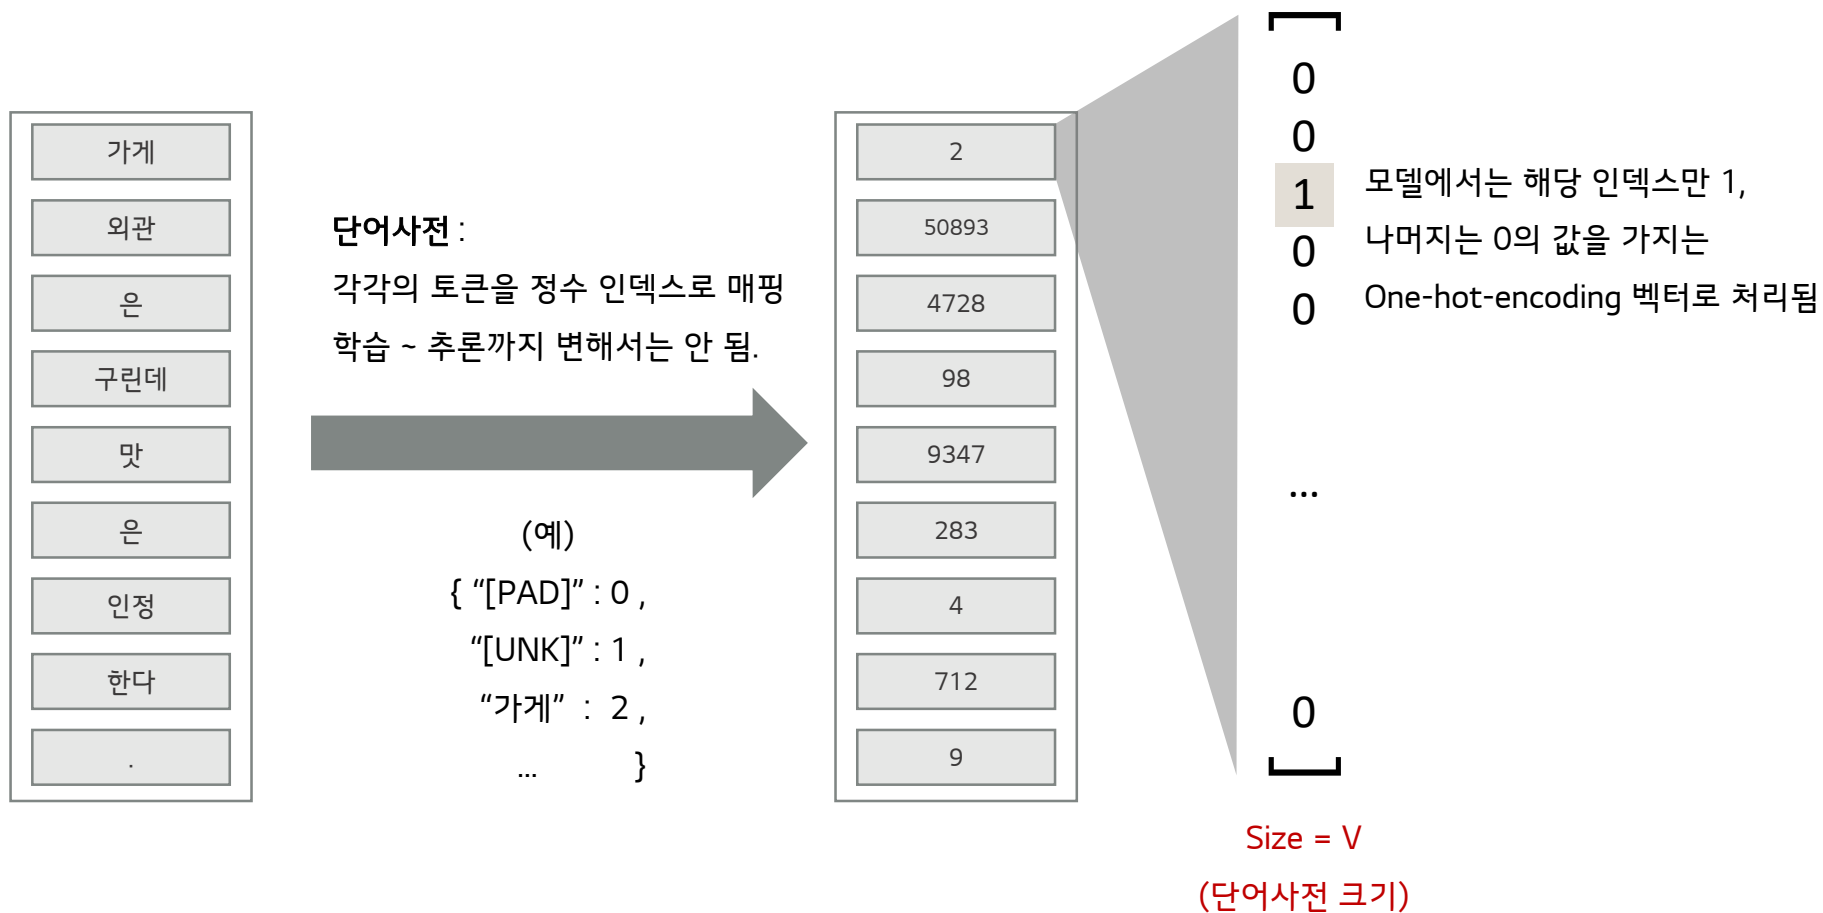 가게
외관
은
구린데
맛
은
인정
한다
.
단어사전 :
각각의 토큰을 정수 인덱스로 매핑
학습 ~ 추론까지 변해서는 안 됨.
(예)
{ “[PAD]” : 0 ,
“[UNK]” : 1 ,
“가게” : 2 ,
... }
2
50893
4728
98
9347
283
4
712
9
0
0
1
0
0
...
0
모델에서는 해당 인덱스만 1,
나머지는 0의 값을 가지는
One-hot-encoding 벡터로 처리됨
Size = V
(단어사전 크기)